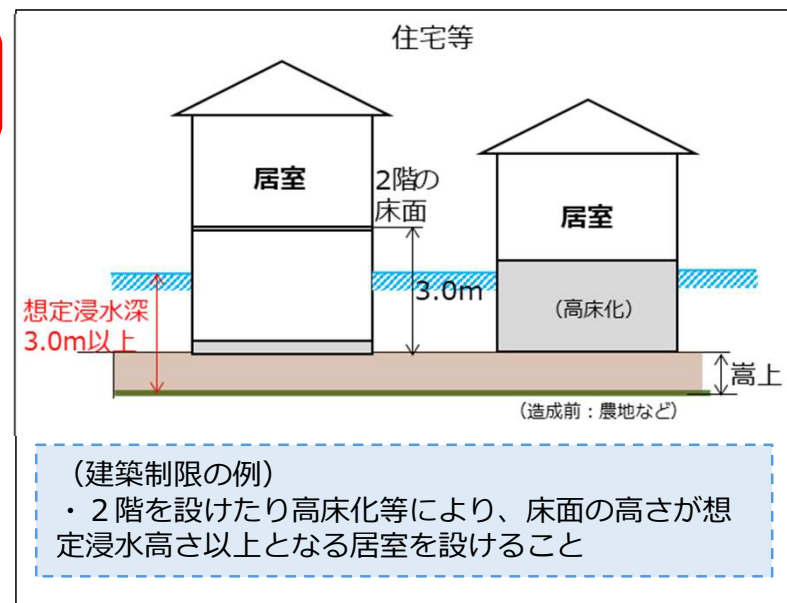 住宅等
居室
2階の
床面
居室
3.0m
(高床化)
想定浸水深
3.0m以上
嵩上
(造成前：農地など)
（建築制限の例）
・２階を設けたり高床化等により、床面の高さが想
定浸水高さ以上となる居室を設けること